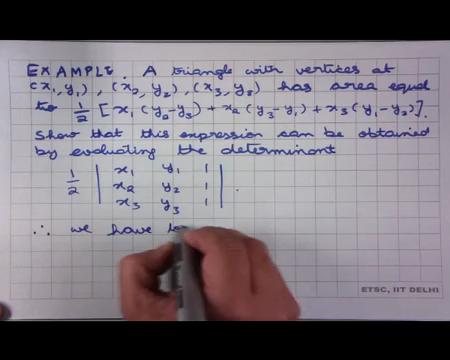 EXAMPLE. A triangle with vertices at
(x₁, y₁), (x₂, y₂), (x₃, y₃) has area equal
to ½ [x₁(y₂-y₃)+x₂(y₃-y₁)+x₃(y₁-y₂)].
Show that this expression can be obtained
by evaluating the determinant
½ | x₁ y₁ 1 |
| x₂ y₂ 1 | .
| x₃ y₃ 1 |
∴ we have
ETSC, IIT DELHI